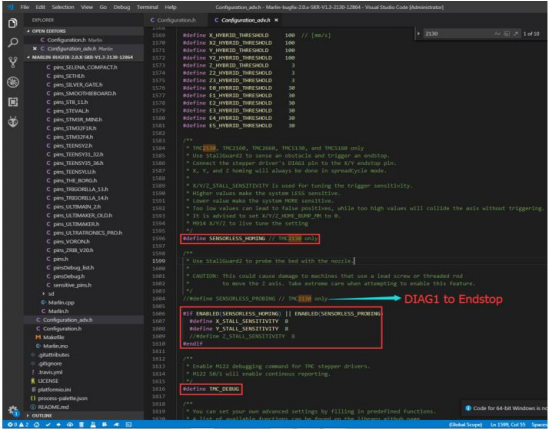 File Edit Selection View Go Debug Terminal Help
Configuration_adv.h - Marlin-bugfix-2.0.x-SKR-V1.3-2130-12864 - Visual Studio Code [Administrator]
EXPLORER
OPEN EDITORS
C Configuration.h Marlin
× C Configuration_adv.h Marlin
MARLIN-BUGFIX-2.0.X-SKR-V1.3-2130-12864
C pins_SELENA_COMPACT.h
C pins_SETHI.h
C pins_SILVER_GATE.h
C pins_SMOOTHIEBOARD.h
C pins_STB_11.h
C pins_STEVAL.h
C pins_STM3R_MINI.h
C pins_STM32F1R.h
C pins_STM32F4.h
C pins_TEENSY2.h
C pins_TEENSY31_32.h
C pins_TEENSY35_36.h
C pins_TEENSYLU.h
C pins_THE_BORG.h
C pins_TRIGORILLA_13.h
C pins_TRIGORILLA_14.h
C pins_ULTIMAIN_2.h
C pins_ULTIMAKER_OLD.h
C pins_ULTIMAKER.h
C pins_ULTRATRONICS_PRO.h
C pins_VORON.h
C pins_ZRIB_V20.h
C pins.h
C pinsDebug_list.h
C pinsDebug.h
C sensitive_pins.h
sd
Marlin.cpp
C Marlin.h
C Configuration_adv.h
C Configuration.h
M Makefile
Marlin.ino
.gitattributes
.gitignore
.travis.yml
LICENSE
platformio.ini
process-palette.json
README.md
OUTLINE
C Configuration.h
C Configuration_adv.h ×
2130
1 of 10
1569 #define X_HYBRID_THRESHOLD 100 // [mm/s]
1570 #define X2_HYBRID_THRESHOLD 100
1571 #define Y_HYBRID_THRESHOLD 100
1572 #define Y2_HYBRID_THRESHOLD 100
1573 #define Z_HYBRID_THRESHOLD 3
1574 #define Z2_HYBRID_THRESHOLD 3
1575 #define Z3_HYBRID_THRESHOLD 3
1576 #define E0_HYBRID_THRESHOLD 30
1577 #define E1_HYBRID_THRESHOLD 30
1578 #define E2_HYBRID_THRESHOLD 30
1579 #define E3_HYBRID_THRESHOLD 30
1580 #define E4_HYBRID_THRESHOLD 30
1581 #define E5_HYBRID_THRESHOLD 30
1582
1583 /**
1584 * TMC2130, TMC2160, TMC2660, TMC5130, and TMC5160 only
1585 * Use StallGuard2 to sense an obstacle and trigger an endstop.
1586 * Connect the stepper driver's DIAG1 pin to the X/Y endstop pin.
1587 * X, Y, and Z homing will always be done in spreadCycle mode.
1588 *
1589 * X/Y/Z_STALL_SENSITIVITY is used for tuning the trigger sensitivity.
1590 * Higher values make the system LESS sensitive.
1591 * Lower value make the system MORE sensitive.
1592 * Too low values can lead to false positives, while too high values will collide the axis without triggering.
1593 * It is advised to set X/Y/Z_HOME_BUMP_MM to 0.
1594 * M914 X/Y/Z to live tune the setting
1595 */
1596 #define SENSORLESS_HOMING // TMC2130 only
1597
1598 /**
1599 * Use StallGuard2 to probe the bed with the nozzle.
1600 *
1601 * CAUTION: This could cause damage to machines that use a lead screw or threaded rod
1602 * to move the Z axis. Take extreme care when attempting to enable this feature.
1603 */
1604 //#define SENSORLESS_PROBING // TMC2130 only
DIAG1 to Endstop
1605
1606 #if ENABLED(SENSORLESS_HOMING) || ENABLED(SENSORLESS_PROBING
1607 #define X_STALL_SENSITIVITY 8
1608 #define Y_STALL_SENSITIVITY 8
1609 //#define Z_STALL_SENSITIVITY 8
1610 #endif
1611
1612 /**
1613 * Enable M122 debugging command for TMC stepper drivers.
1614 * M122 S0/1 will enable continous reporting.
1615 */
1616 #define TMC_DEBUG
1617
1618 /**
1619 * You can set your own advanced settings by filling in predefined functions.
1620 * A list of available functions can be found on the library github page
Code for 64-bit Windows is no
(Global Scope) Ln 1599, Col 55 Spaces